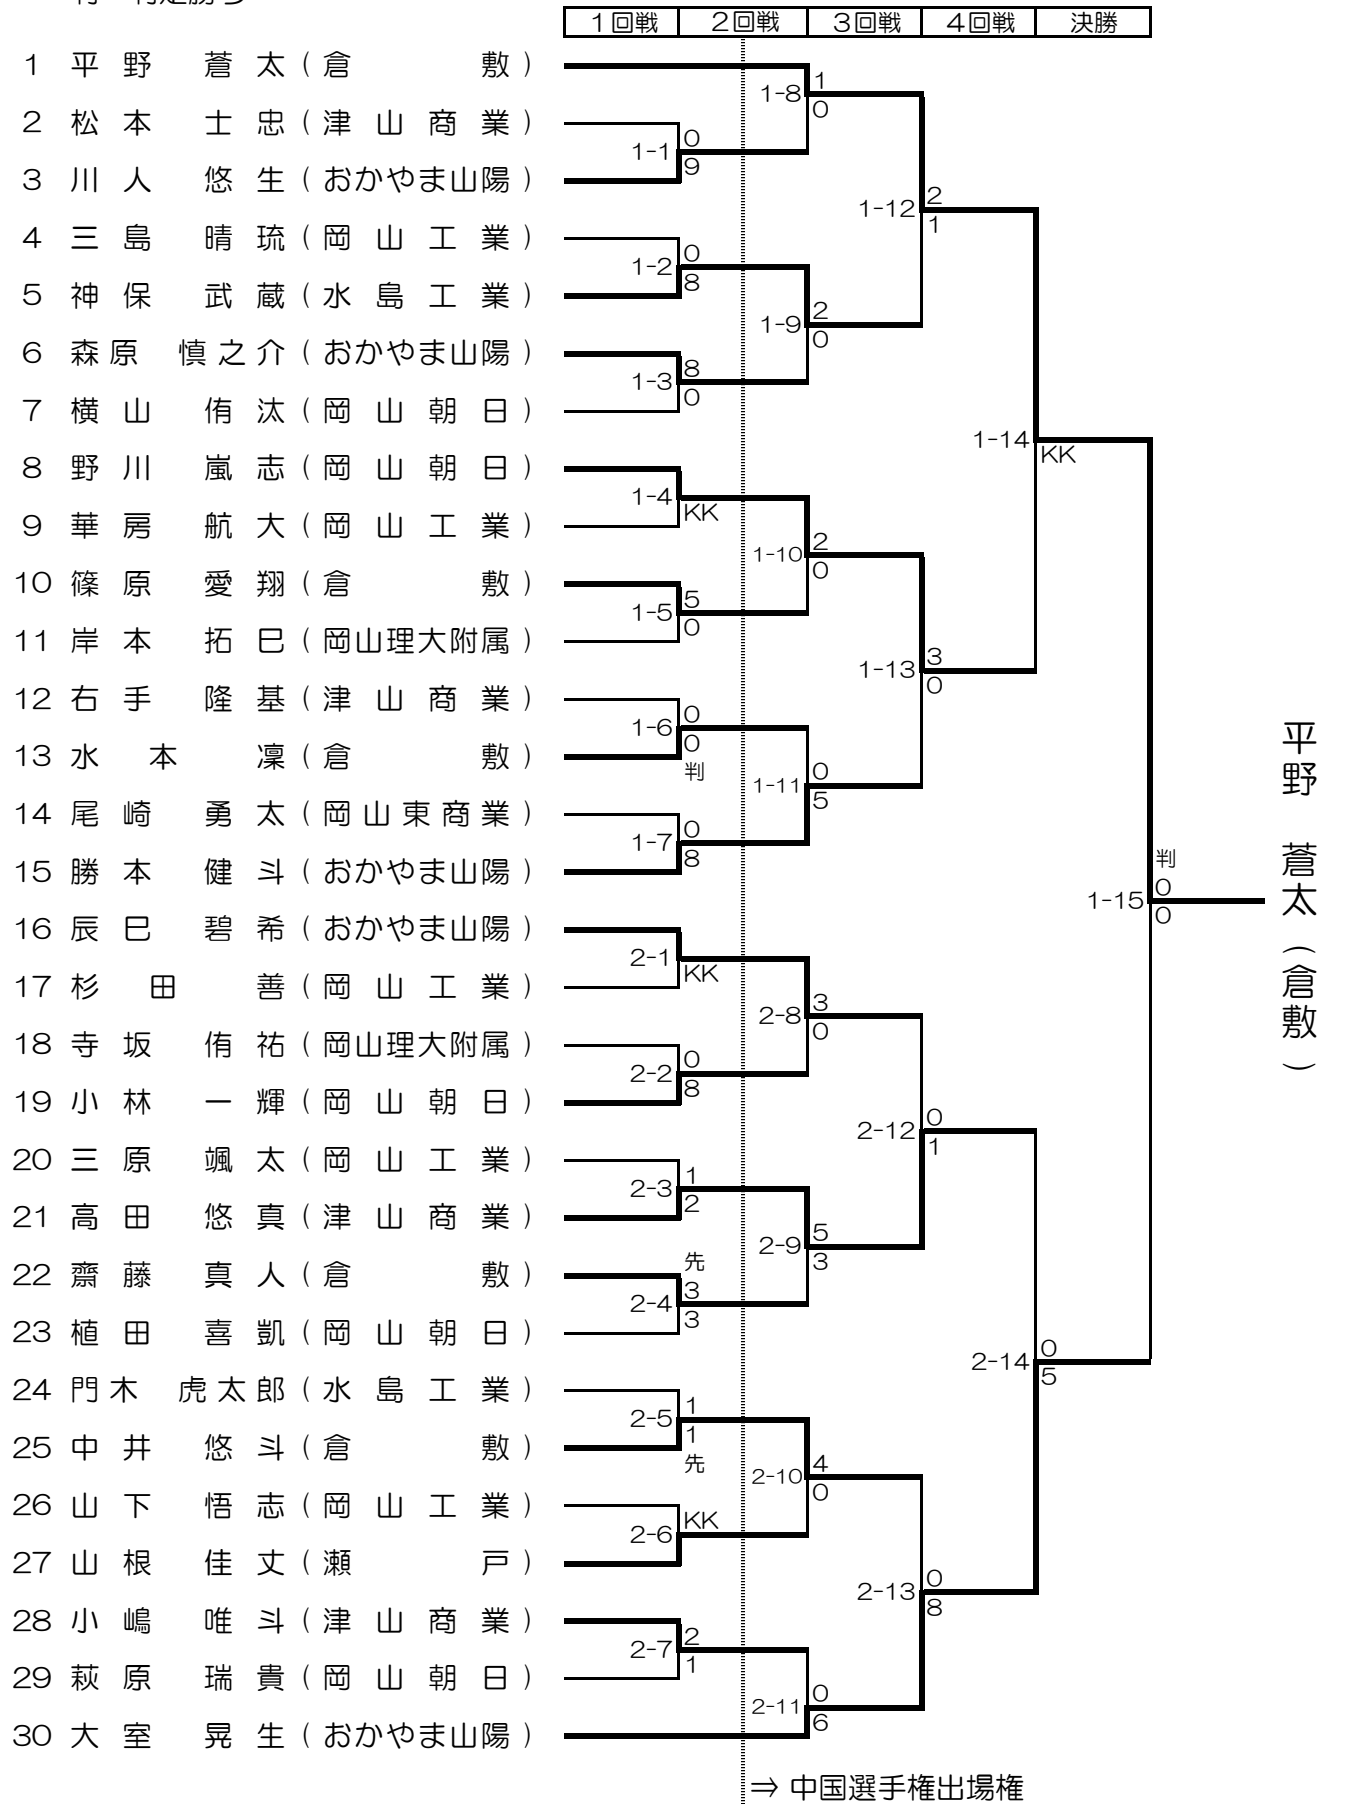 1回戦 2回戦 3回戦 4回戦 決勝
1 平野 蒼太(倉敷)
1-8 1 0
2 松本 士忠(津山商業)
1-1 0 9
3 川人 悠生(おかやま山陽)
1-12 2 1
4 三島 晴琉(岡山工業)
1-2 0 8
5 神保 武蔵(水島工業)
1-9 2 0
6 森原 慎之介(おかやま山陽)
1-3 8 0
7 横山 侑汰(岡山朝日)
1-14 KK
8 野川 嵐志(岡山朝日)
1-4 KK
9 華房 航大(岡山工業)
1-10 2 0
10 篠原 愛翔(倉敷)
1-5 5 0
11 岸本 拓巳(岡山理大附属)
1-13 3 0
12 右手 隆基(津山商業)
1-6 0 0 判
13 水本 凜(倉敷)
1-11 0 5
14 尾崎 勇太(岡山東商業)
1-7 0 8
15 勝本 健斗(おかやま山陽)
1-15 判 0 0
平野 蒼太(倉敷)
16 辰巳 碧希(おかやま山陽)
2-1 KK
17 杉田 善(岡山工業)
2-8 3 0
18 寺坂 侑祐(岡山理大附属)
2-2 0 8
19 小林 一輝(岡山朝日)
2-12 0 1
20 三原 颯太(岡山工業)
2-3 1 2
21 高田 悠真(津山商業)
2-9 5 3
22 齋藤 真人(倉敷)
2-4 先 3 3
23 植田 喜凱(岡山朝日)
2-14 0 5
24 門木 虎太郎(水島工業)
2-5 1 1 先
25 中井 悠斗(倉敷)
2-10 4 0
26 山下 悟志(岡山工業)
2-6 KK
27 山根 佳丈(瀬戸)
2-13 0 8
28 小嶋 唯斗(津山商業)
2-7 2 1
29 萩原 瑞貴(岡山朝日)
2-11 0 6
30 大室 晃生(おかやま山陽)
⇒ 中国選手権出場権